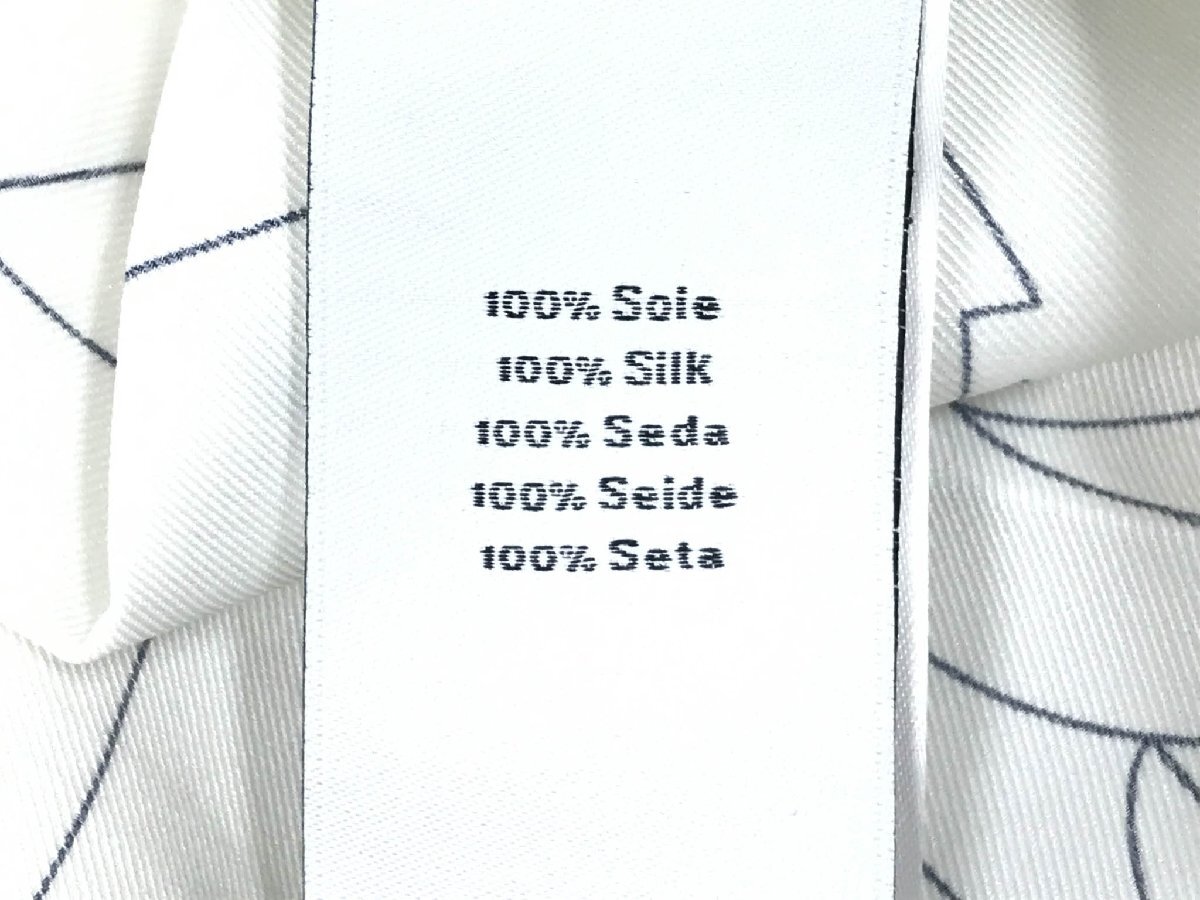 100% Soie
100% Silk
100% Seda
100% Seide
100% Seta